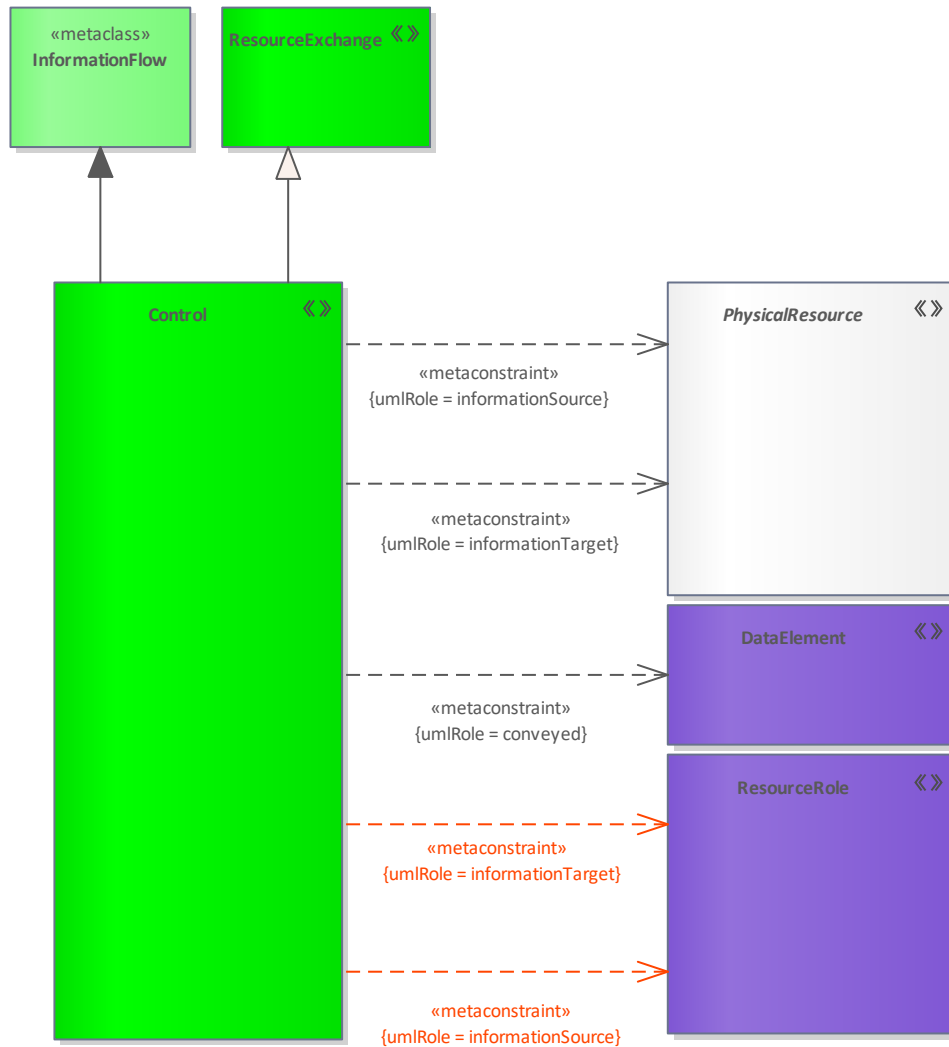 «metaclass»
InformationFlow
ResourceExchange «»
Control «»
PhysicalResource «»
«metaconstraint»
{umlRole = informationSource}
«metaconstraint»
{umlRole = informationTarget}
DataElement «»
«metaconstraint»
{umlRole = conveyed}
ResourceRole «»
«metaconstraint»
{umlRole = informationTarget}
«metaconstraint»
{umlRole = informationSource}